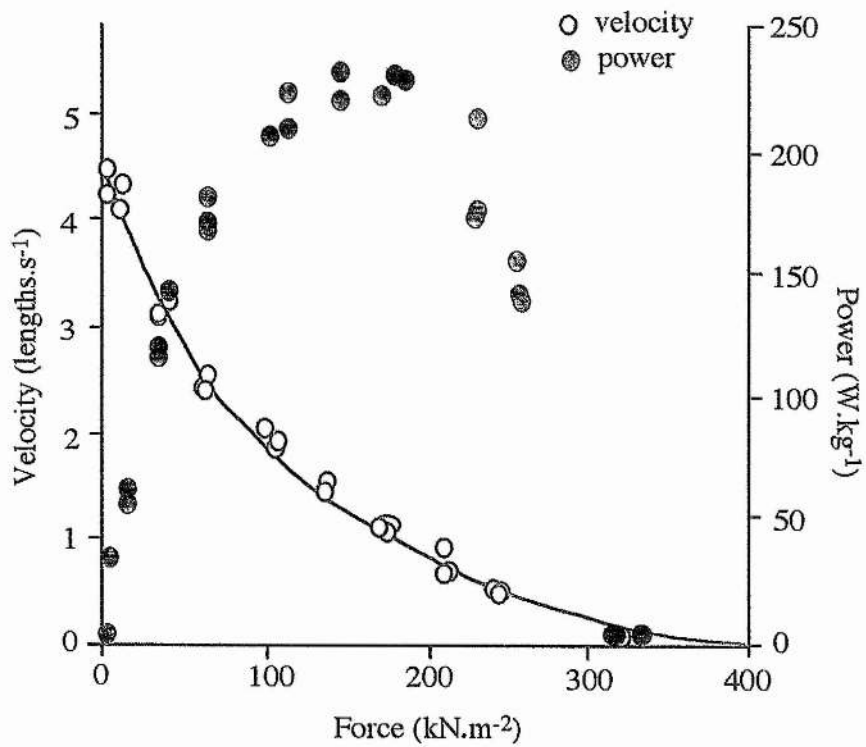 velocity
power
250
200
150
100
50
0
Power (W.kg-1)
5
4
3
2
1
0
Velocity (lengths.s-1)
0 100 200 300 400
Force (kN.m-2)